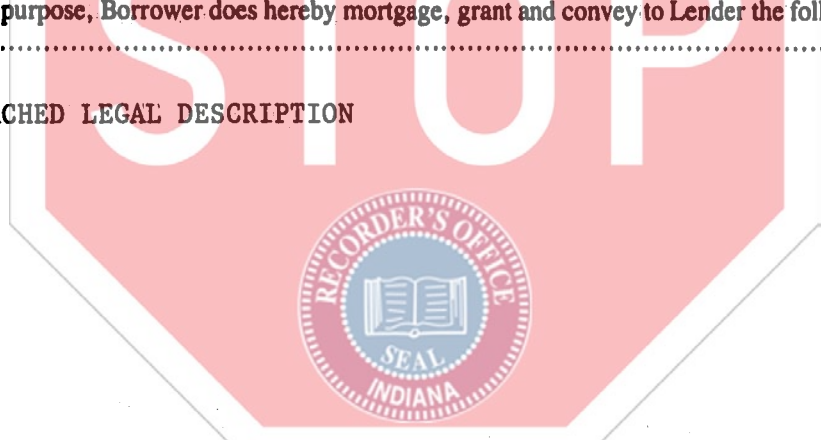 purpose, Borrower does hereby mortgage, grant and convey to Lender the
STOP
CHED LEGAL DESCRIPTION
RECORDER'S OFFICE
SEAL
INDIANA